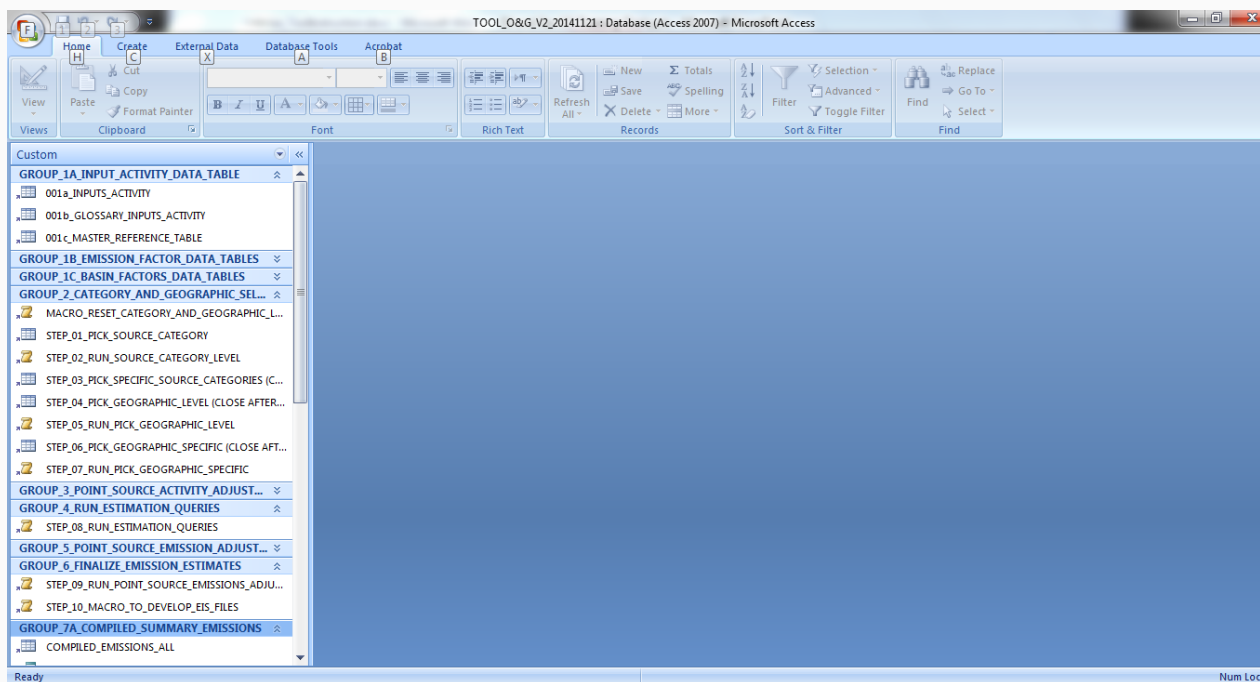 TOOL_O&G_V2_20141121 : Database (Access 2007) - Microsoft Access
F 1 2 3
Home Create External Data Database Tools Acrobat
H C X A B
View
Views
Paste
Cut
Copy
Format Painter
Clipboard
B I U A
Font
ab
Rich Text
Refresh
All
New
Save
Delete
Σ Totals
Spelling
More
Records
Filter
Selection
Advanced
Toggle Filter
Sort & Filter
Find
Replace
Go To
Select
Find
Custom
GROUP_1A_INPUT_ACTIVITY_DATA_TABLE
001a_INPUTS_ACTIVITY
001b_GLOSSARY_INPUTS_ACTIVITY
001c_MASTER_REFERENCE_TABLE
GROUP_1B_EMISSION_FACTOR_DATA_TABLES
GROUP_1C_BASIN_FACTORS_DATA_TABLES
GROUP_2_CATEGORY_AND_GEOGRAPHIC_SEL...
MACRO_RESET_CATEGORY_AND_GEOGRAPHIC_L...
STEP_01_PICK_SOURCE_CATEGORY
STEP_02_RUN_SOURCE_CATEGORY_LEVEL
STEP_03_PICK_SPECIFIC_SOURCE_CATEGORIES (C...
STEP_04_PICK_GEOGRAPHIC_LEVEL (CLOSE AFTER...
STEP_05_RUN_PICK_GEOGRAPHIC_LEVEL
STEP_06_PICK_GEOGRAPHIC_SPECIFIC (CLOSE AFT...
STEP_07_RUN_PICK_GEOGRAPHIC_SPECIFIC
GROUP_3_POINT_SOURCE_ACTIVITY_ADJUST...
GROUP_4_RUN_ESTIMATION_QUERIES
STEP_08_RUN_ESTIMATION_QUERIES
GROUP_5_POINT_SOURCE_EMISSION_ADJUST...
GROUP_6_FINALIZE_EMISSION_ESTIMATES
STEP_09_RUN_POINT_SOURCE_EMISSIONS_ADJU...
STEP_10_MACRO_TO_DEVELOP_EIS_FILES
GROUP_7A_COMPILED_SUMMARY_EMISSIONS
COMPILED_EMISSIONS_ALL
Ready
Num Loc